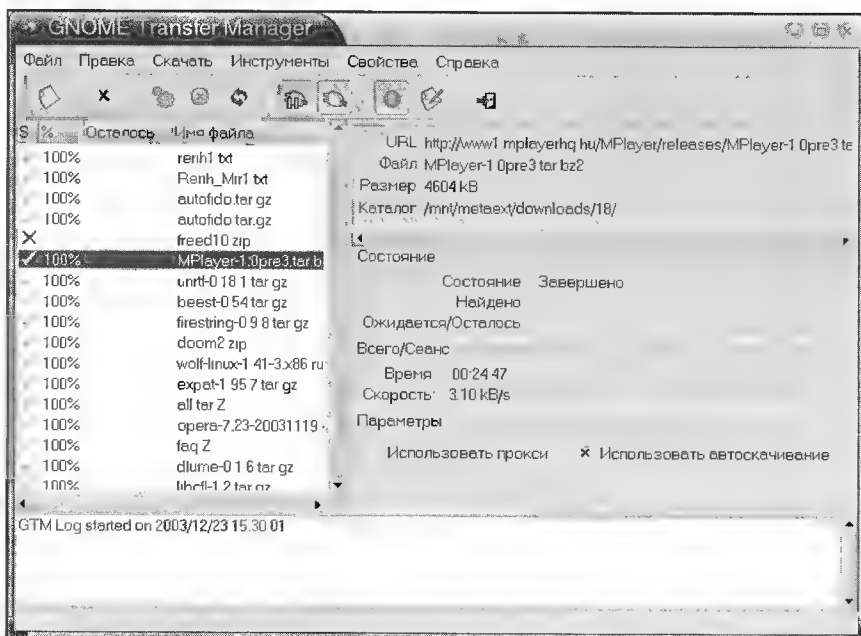 GNOME Transfer Manager
Файл Правка Скачать Инструменты Свойства Справка
S % Осталось Имя файла
100% renh1 txt
100% Renh_Mir1 txt
100% autofido.tar gz
100% autofido tar.gz
freed10 zip
100% MPlayer-1.0pre3.tar b
100% unrtf-0 18 1 tar gz
100% beest-0 54 tar gz
100% firestring-0 9 8 tar gz
100% doom2 zip
100% wolf-linux-1 41-3.x86 ru
100% expat-1 95 7 tar gz
100% all tar Z
100% opera-7.23-20031119
100% faq Z
100% dlume-0 1 6 tar gz
100% libcfl-1.2 tar gz
URL http://www1 mplayerhq hu/MPlayer/releases/MPlayer-1 0pre3 te
Файл MPlayer-1 0pre3 tar bz2
Размер 4604 kB
Каталог /mnt/metaext/downloads/18/
Состояние
Состояние Завершено
Найдено
Ожидается/Осталось
Всего/Сеанс
Время 00·24 47
Скорость· 3.10 kB/s
Параметры
Использовать прокси Использовать автоскачивание
GTM Log started on 2003/12/23 15.30 01